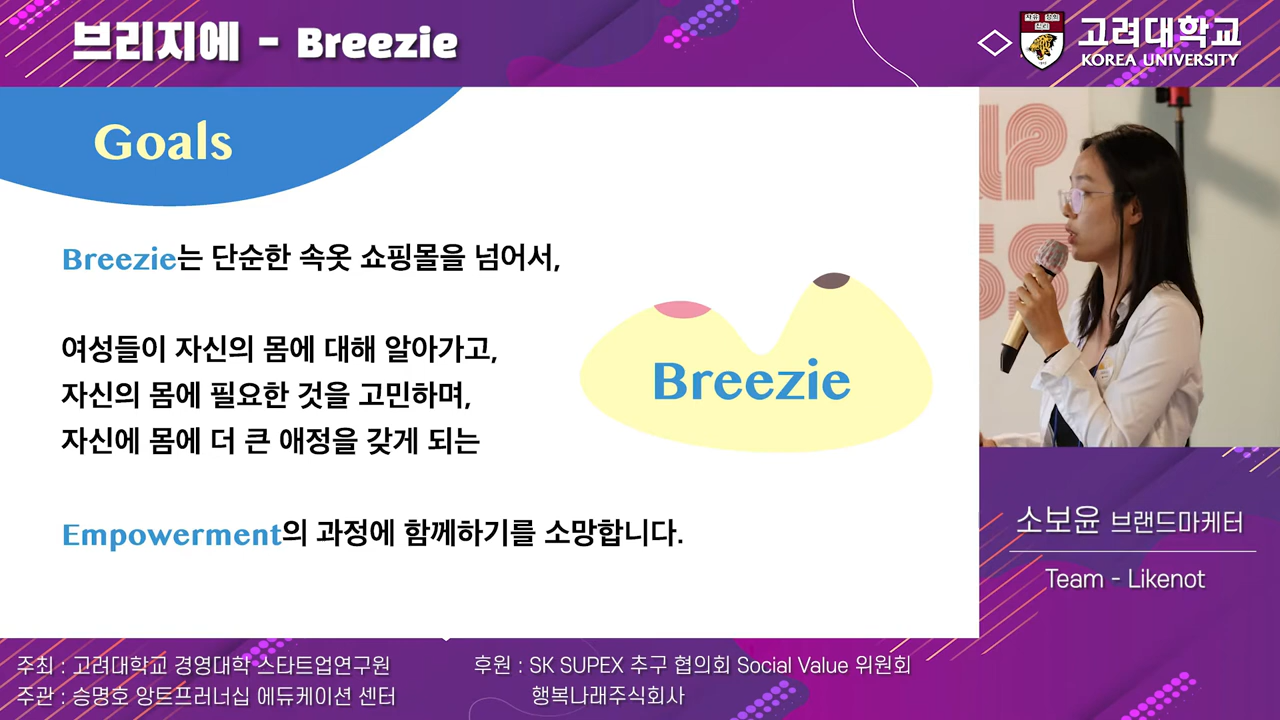 브리지에 - Breezie
고려대학교
KOREA UNIVERSITY
Goals
Breezie는 단순한 속옷 쇼핑몰을 넘어서,
여성들이 자신의 몸에 대해 알아가고,
자신의 몸에 필요한 것을 고민하며,
자신에 몸에 더 큰 애정을 갖게 되는
Empowerment의 과정에 함께하기를 소망합니다.
Breezie
소보윤 브랜드마케터
Team - Likenot
주최 : 고려대학교 경영대학 스타트업연구원
주관 : 승명호 앙트프러너십 에듀케이션 센터
후원 : SK SUPEX 추구 협의회 Social Value 위원회
행복나래주식회사